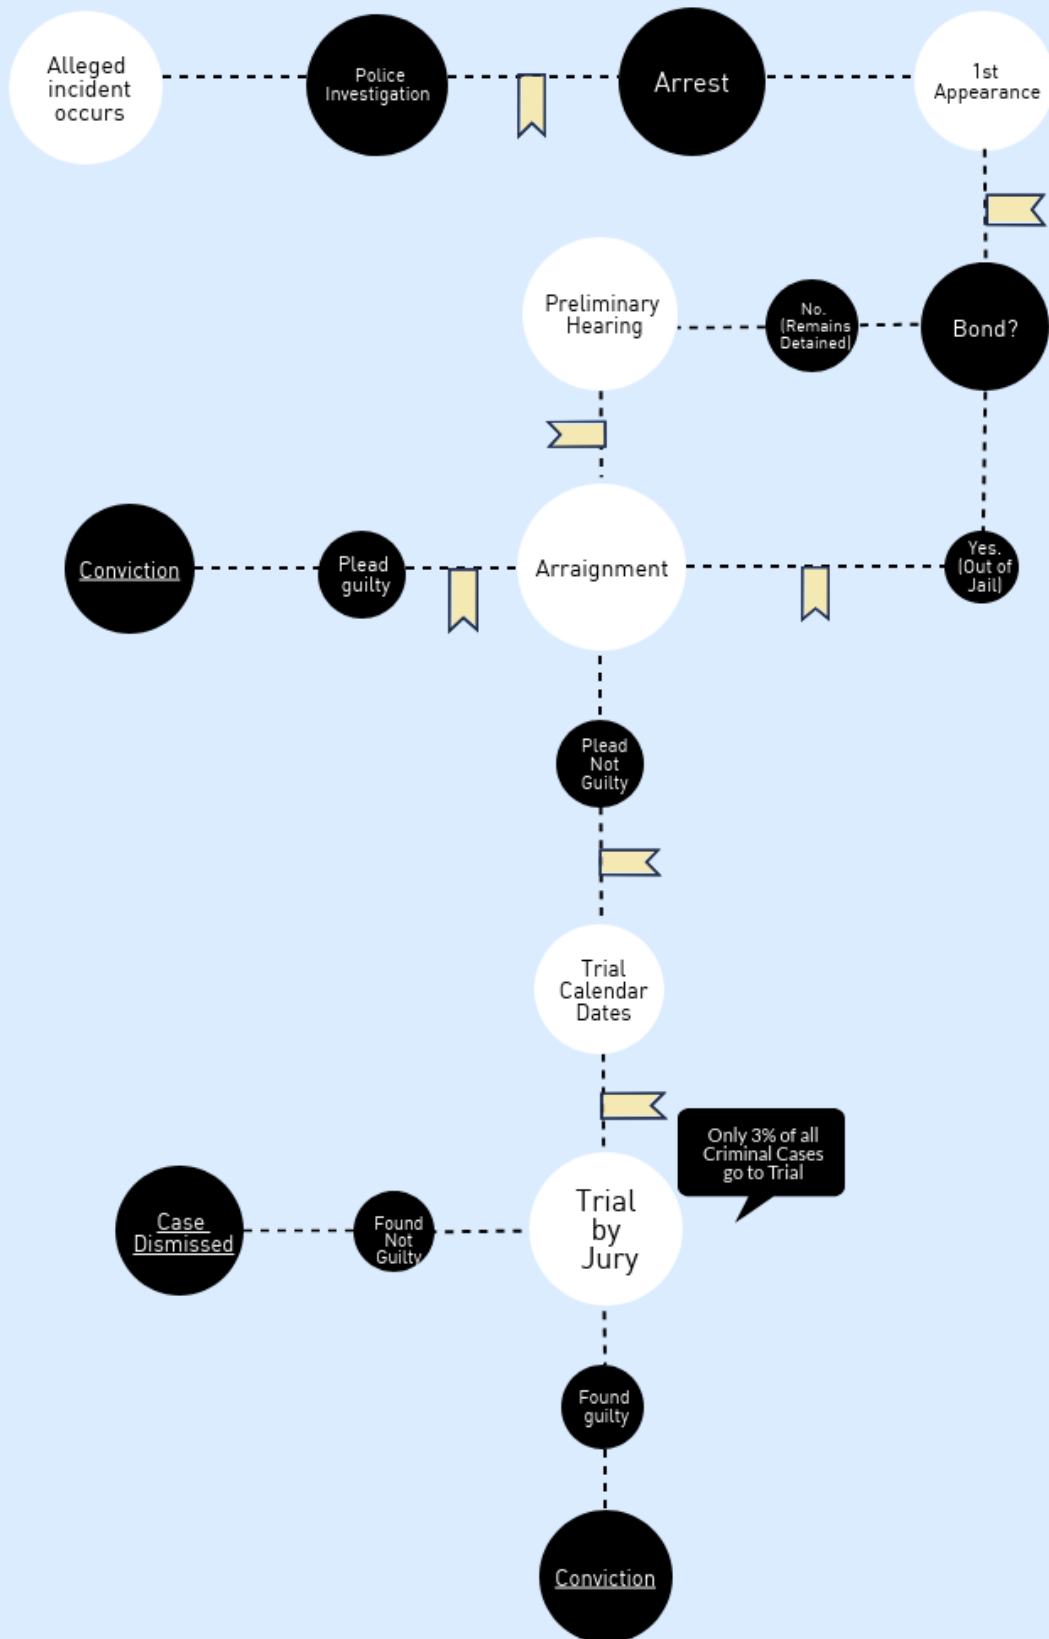 Alleged
incident
occurs
Police
Investigation
Arrest
1st
Appearance
Preliminary
Hearing
No.
(Remains
Detained)
Bond?
Conviction
Plead
guilty
Arraignment
Yes.
(Out of
Jail)
Plead
Not
Guilty
Trial
Calendar
Dates
Only 3% of all
Criminal Cases
go to Trial
Case
Dismissed
Found
Not
Guilty
Trial
by
Jury
Found
guilty
Conviction